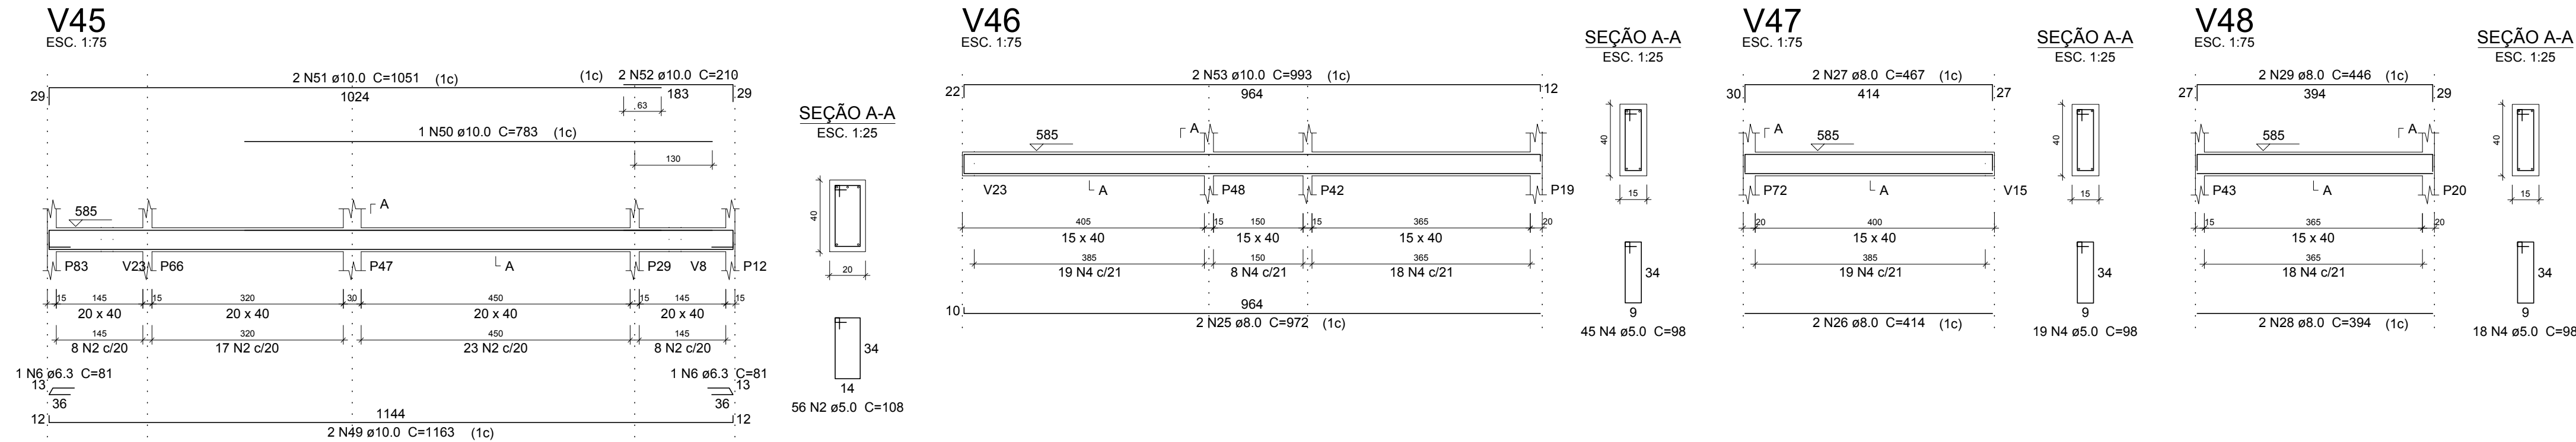 V45
ESC. 1:75
2 N51 ø10.0 C=1051 (1c)
(1c) 2 N52 ø10.0 C=210
29
1024
183
29
63
1 N50 ø10.0 C=783 (1c)
130
A
585
P83
V23
P66
P47
A
P29
V8
P12
15
145
15
320
30
450
15
145
15
20 x 40
20 x 40
20 x 40
20 x 40
145
320
450
145
8 N2 c/20
17 N2 c/20
23 N2 c/20
8 N2 c/20
1 N6 ø6.3 C=81
13
36
1 N6 ø6.3 C=81
13
36
12
1144
12
2 N49 ø10.0 C=1163 (1c)
SEÇÃO A-A
ESC. 1:25
40
20
34
14
56 N2 ø5.0 C=108
V46
ESC. 1:75
2 N53 ø10.0 C=993 (1c)
22
964
12
585
A
V23
A
P48
P42
P19
405
15
150
15
365
20
15 x 40
15 x 40
15 x 40
385
150
365
19 N4 c/21
8 N4 c/21
18 N4 c/21
10
964
2 N25 ø8.0 C=972 (1c)
SEÇÃO A-A
ESC. 1:25
40
15
34
9
45 N4 ø5.0 C=98
V47
ESC. 1:75
2 N27 ø8.0 C=467 (1c)
30
414
27
A
585
P72
A
V15
20
400
15 x 40
385
19 N4 c/21
2 N26 ø8.0 C=414 (1c)
SEÇÃO A-A
ESC. 1:25
40
15
34
9
19 N4 ø5.0 C=98
V48
ESC. 1:75
2 N29 ø8.0 C=446 (1c)
27
394
29
585
A
P43
A
P20
15
365
20
15 x 40
365
18 N4 c/21
2 N28 ø8.0 C=394 (1c)
SEÇÃO A-A
ESC. 1:25
40
15
34
9
18 N4 ø5.0 C=98